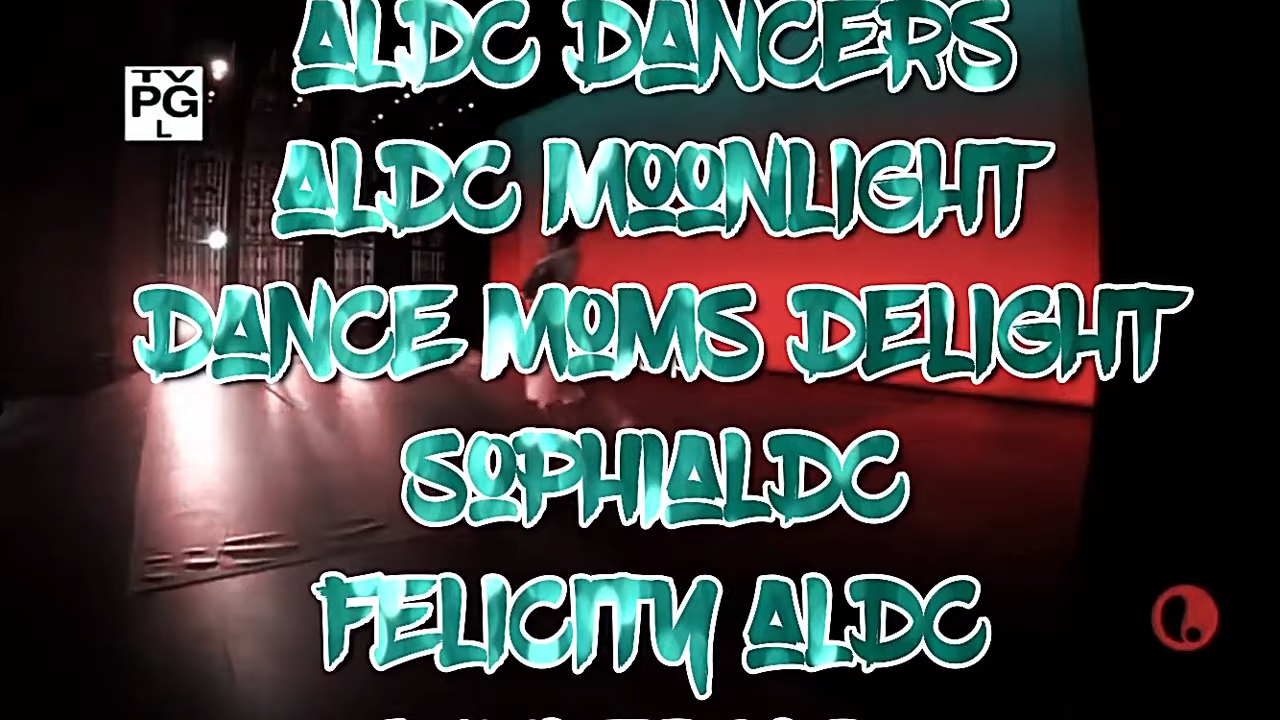 ALDC DANCERS
TV
PG
L
ALDC MOONLIGHT
DANCE MOMS DELIGHT
SOPHIALDC
FELICITY ALDC